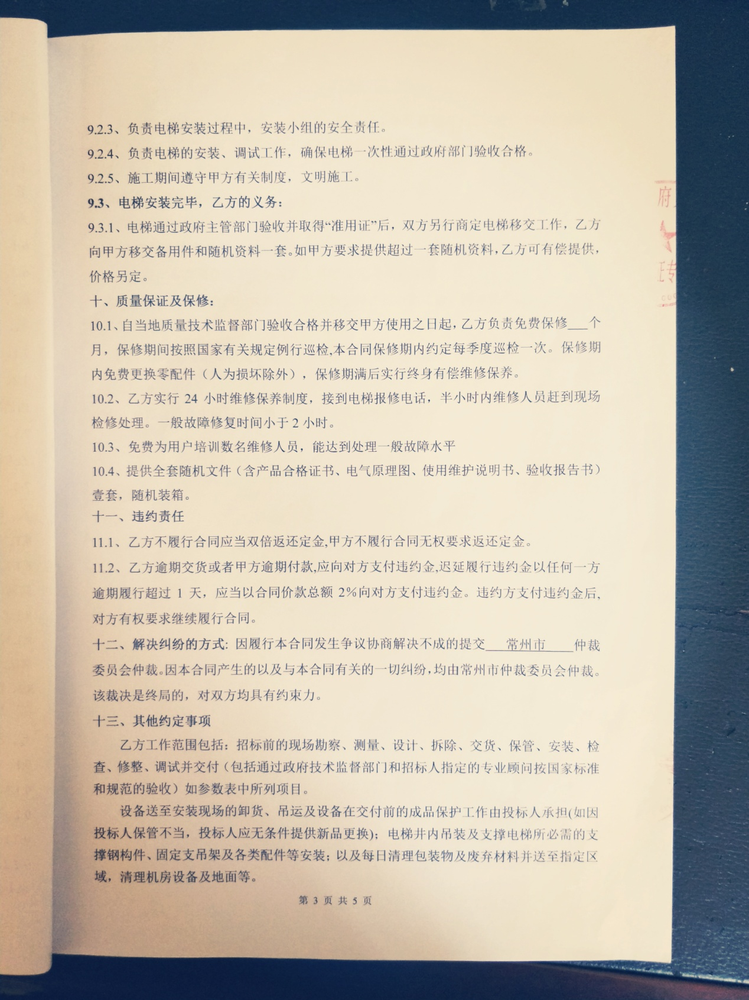 9.2.3、负责电梯安装过程中，安装小组的安全责任。
9.2.4、负责电梯的安装、调试工作，确保电梯一次性通过政府部门验收合格。
9.2.5、施工期间遵守甲方有关制度，文明施工。
9.3、电梯安装完毕，乙方的义务：
9.3.1、电梯通过政府主管部门验收并取得“准用证”后，双方另行商定电梯移交工作，乙方
向甲方移交备用件和随机资料一套。如甲方要求提供超过一套随机资料，乙方可有偿提供，
价格另定。
十、质量保证及保修：
10.1、自当地质量技术监督部门验收合格并移交甲方使用之日起，乙方负责免费保修___个
月，保修期间按照国家有关规定例行巡检,本合同保修期内约定每季度巡检一次。保修期
内免费更换零配件（人为损坏除外），保修期满后实行终身有偿维修保养。
10.2、乙方实行 24 小时维修保养制度，接到电梯报修电话，半小时内维修人员赶到现场
检修处理。一般故障修复时间小于 2 小时。
10.3、免费为用户培训数名维修人员，能达到处理一般故障水平
10.4、提供全套随机文件（含产品合格证书、电气原理图、使用维护说明书、验收报告书）
壹套，随机装箱。
十一、违约责任
11.1、乙方不履行合同应当双倍返还定金,甲方不履行合同无权要求返还定金。
11.2、乙方逾期交货或者甲方逾期付款,应向对方支付违约金,迟延履行违约金以任何一方
逾期履行超过 1 天，应当以合同价款总额 2%向对方支付违约金。违约方支付违约金后,
对方有权要求继续履行合同。
十二、解决纠纷的方式: 因履行本合同发生争议协商解决不成的提交___常州市____仲裁
委员会仲裁。因本合同产生的以及与本合同有关的一切纠纷，均由常州市仲裁委员会仲裁。
该裁决是终局的，对双方均具有约束力。
十三、其他约定事项
乙方工作范围包括：招标前的现场勘察、测量、设计、拆除、交货、保管、安装、检
查、修整、调试并交付（包括通过政府技术监督部门和招标人指定的专业顾问按国家标准
和规范的验收）如参数表中所列项目。
设备送至安装现场的卸货、吊运及设备在交付前的成品保护工作由投标人承担(如因
投标人保管不当，投标人应无条件提供新品更换)；电梯井内吊装及支撑电梯所必需的支
撑钢构件、固定支吊架及各类配件等安装；以及每日清理包装物及废弃材料并送至指定区
域，清理机房设备及地面等。
第 3 页 共 5 页
府
专